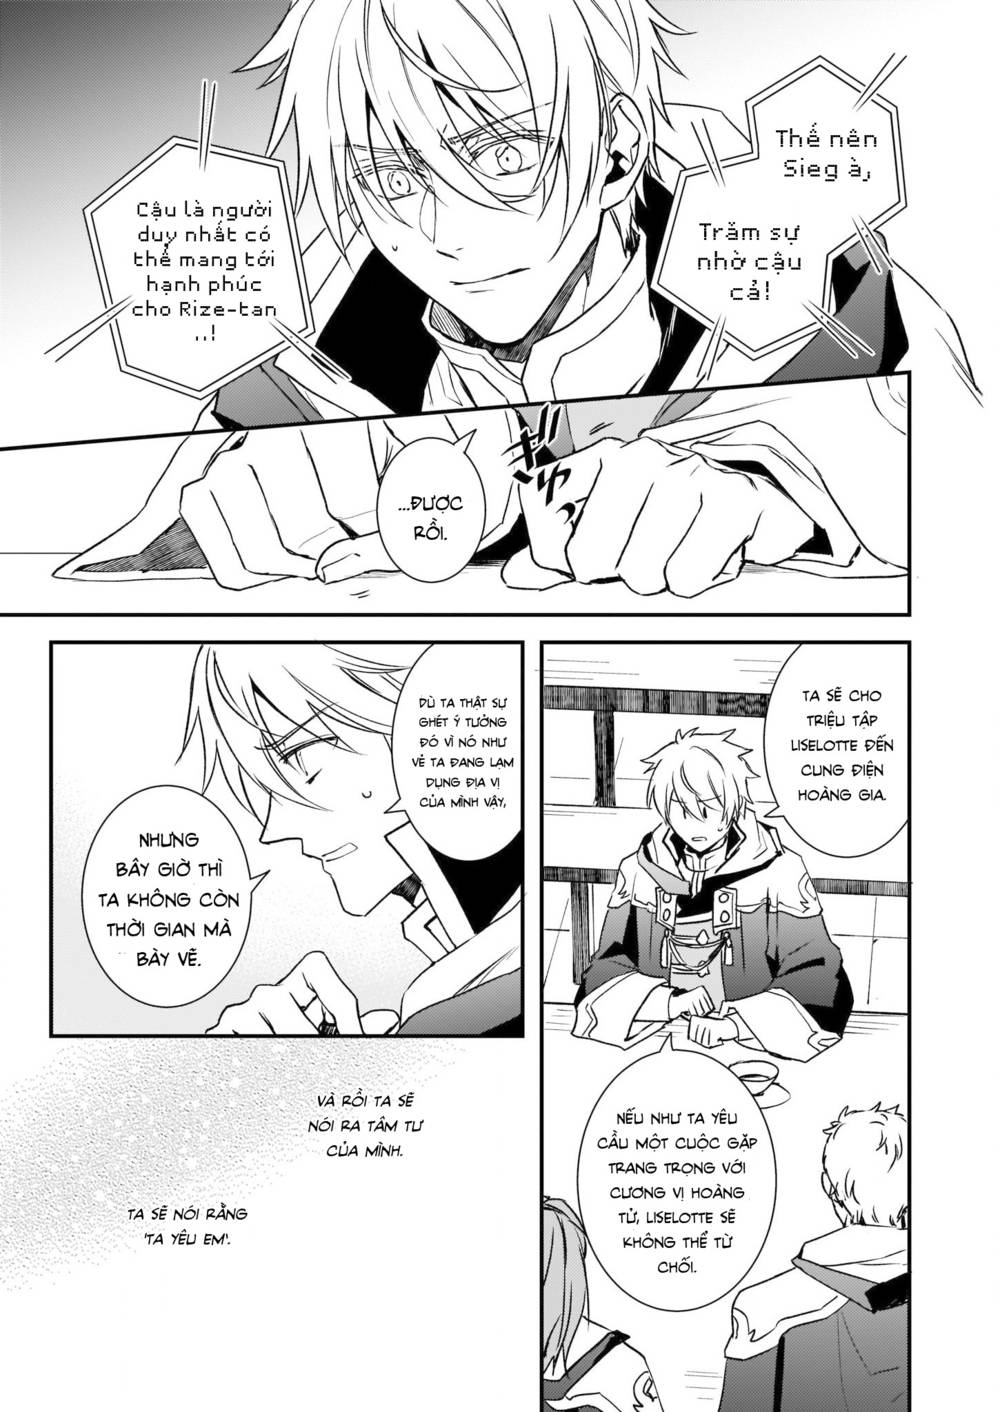 Thế nên
Sieg à,
Trăm sự
nhờ cậu
cả!
Cậu là người
duy nhất có
thể mang tới
hạnh phúc
cho Rize-tan
..!
ギュッ
...ĐƯỢC
RỒI.
TA SẼ CHO
TRIỆU TẬP
LISELOTTE ĐẾN
CUNG ĐIỆN
HOÀNG GIA.
NẾU NHƯ TA YÊU
CẦU MỘT CUỘC GẶP
TRANG TRỌNG VỚI
CƯƠNG VỊ HOÀNG
TỬ, LISELOTTE SẼ
KHÔNG THỂ TỪ
CHỐI.
DÙ TA THẬT SỰ
GHÉT Ý TƯỞNG
ĐÓ VÌ NÓ NHƯ
VẺ TA ĐANG LẠM
DỤNG ĐỊA VỊ
CỦA MÌNH VẬY,
NHƯNG
BÂY GIỜ THÌ
TA KHÔNG CÒN
THỜI GIAN MÀ
BÀY VẼ.
VÀ RỒI TA SẼ
NÓI RA TÂM TƯ
CỦA MÌNH.
TA SẼ NÓI RẰNG
'TA YÊU EM'.